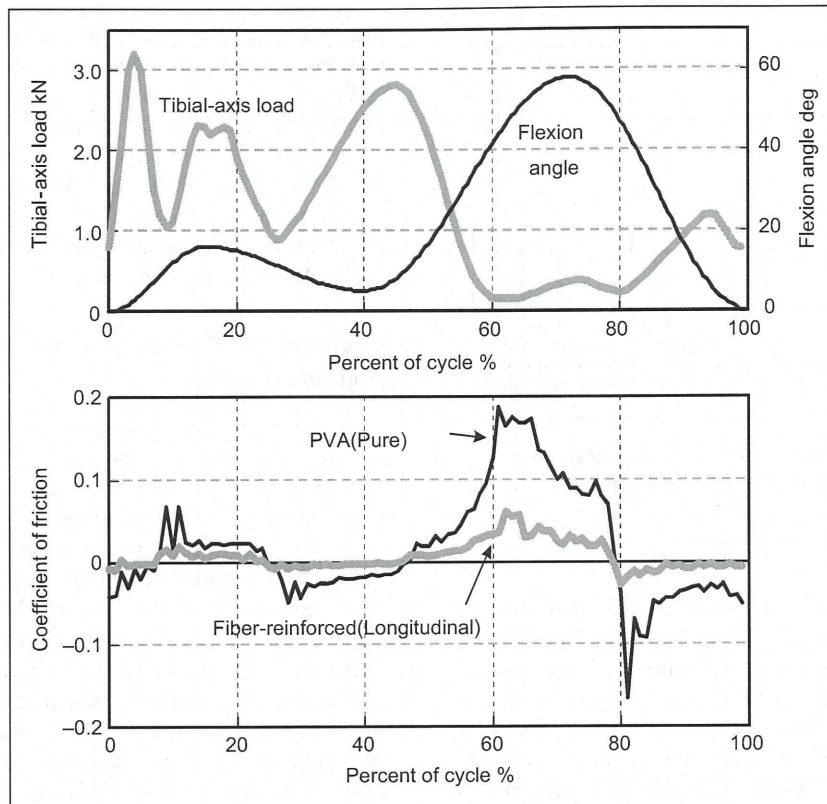 Tibial-axis load kN
3.0
2.0
1.0
0
Tibial-axis load
Flexion
angle
60
40
20
0
Flexion angle deg
0 20 40 60 80 100
Percent of cycle %
Coefficient of friction
0.2
0.1
0
–0.1
–0.2
PVA(Pure)
Fiber-reinforced(Longitudinal)
0 20 40 60 80 100
Percent of cycle %